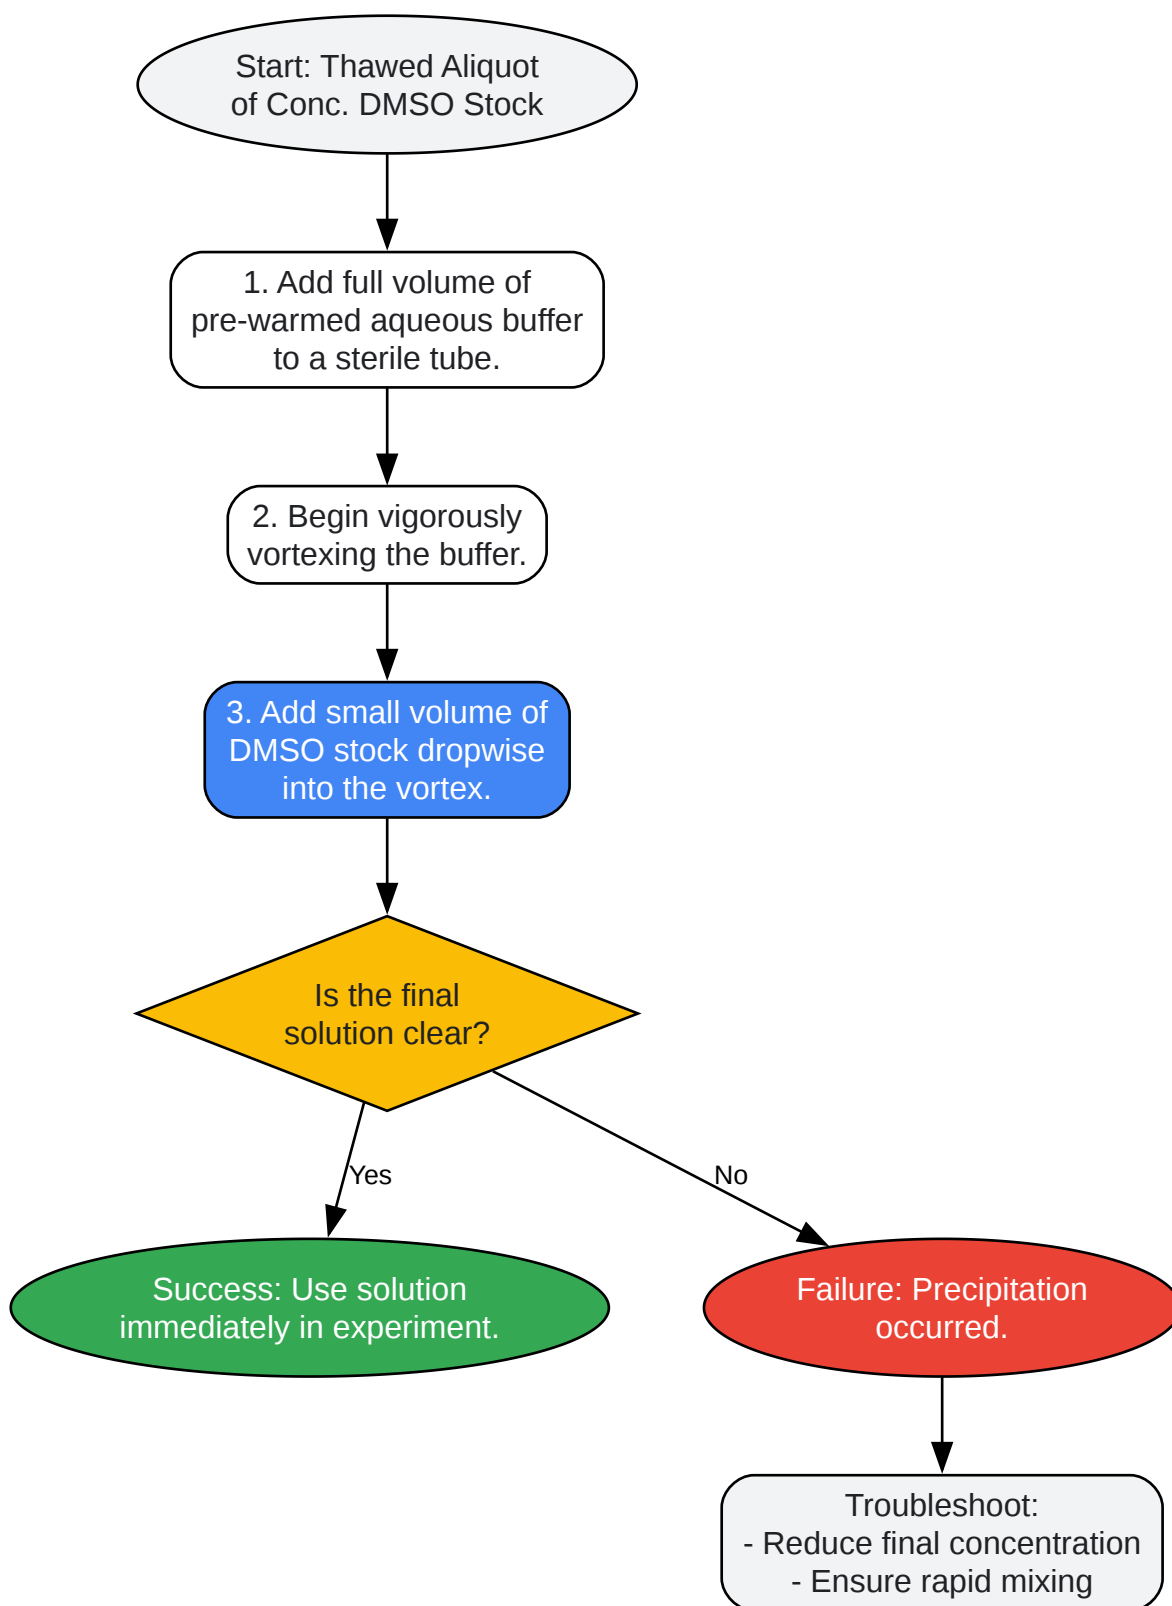 Start: Thawed Aliquot
of Conc. DMSO Stock
1. Add full volume of
pre-warmed aqueous buffer
to a sterile tube.
2. Begin vigorously
vortexing the buffer.
3. Add small volume of
DMSO stock dropwise
into the vortex.
Is the final
solution clear?
Yes
No
Success: Use solution
immediately in experiment.
Failure: Precipitation
occurred.
Troubleshoot:
- Reduce final concentration
- Ensure rapid mixing